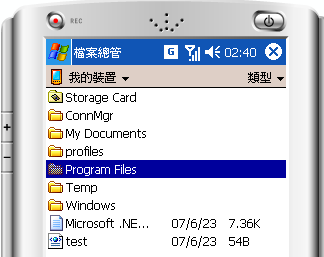 REC
檔案總管 G 02:40
我的裝置 類型
Storage Card
ConnMgr
My Documents
profiles
Program Files
Temp
Windows
Microsoft .NE... 07/6/23 7.36K
test 07/6/23 54B